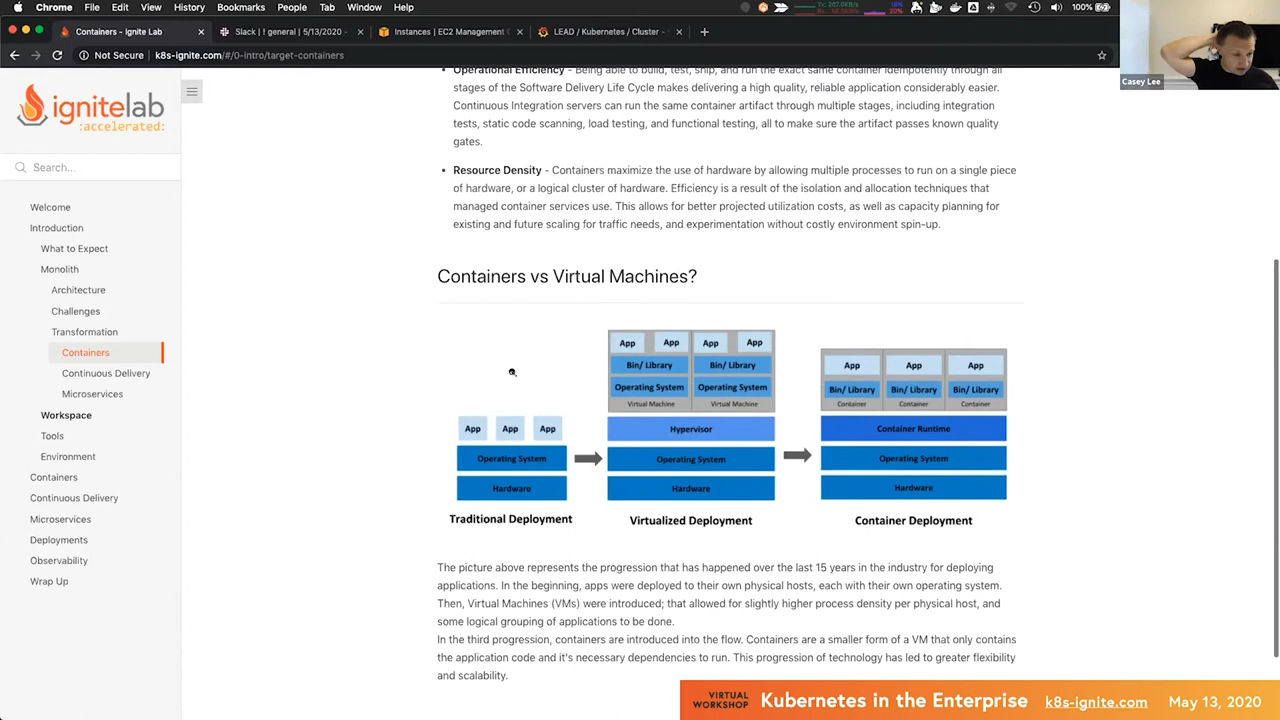 Chrome File Edit View History Bookmarks People Tab Window Help
100%
Containers - Ignite Lab
Slack | ! general | 5/13/2020
Instances | EC2 Management C
LEAD / Kubernetes / Cluster -
Not Secure k8s-ignite.com/#/0-intro/target-containers
Casey Lee
ignitelab
:accelerated:
Search...
Welcome
Introduction
What to Expect
Monolith
Architecture
Challenges
Transformation
Containers
Continuous Delivery
Microservices
Workspace
Tools
Environment
Containers
Continuous Delivery
Microservices
Deployments
Observability
Wrap Up
Operational Efficiency - Being able to build, test, ship, and run the exact same container idempotently through all
stages of the Software Delivery Life Cycle makes delivering a high quality, reliable application considerably easier.
Continuous Integration servers can run the same container artifact through multiple stages, including integration
tests, static code scanning, load testing, and functional testing, all to make sure the artifact passes known quality
gates.
Resource Density - Containers maximize the use of hardware by allowing multiple processes to run on a single piece
of hardware, or a logical cluster of hardware. Efficiency is a result of the isolation and allocation techniques that
managed container services use. This allows for better projected utilization costs, as well as capacity planning for
existing and future scaling for traffic needs, and experimentation without costly environment spin-up.
Containers vs Virtual Machines?
App App App
Operating System
Hardware
Traditional Deployment
App App App App
Bin/ Library Bin/ Library
Operating System Operating System
Virtual Machine Virtual Machine
Hypervisor
Operating System
Hardware
Virtualized Deployment
App App App
Bin/ Library Bin/ Library Bin/ Library
Container Container Container
Container Runtime
Operating System
Hardware
Container Deployment
The picture above represents the progression that has happened over the last 15 years in the industry for deploying
applications. In the beginning, apps were deployed to their own physical hosts, each with their own operating system.
Then, Virtual Machines (VMs) were introduced; that allowed for slightly higher process density per physical host, and
some logical grouping of applications to be done.
In the third progression, containers are introduced into the flow. Containers are a smaller form of a VM that only contains
the application code and it's necessary dependencies to run. This progression of technology has led to greater flexibility
and scalability.
VIRTUAL
WORKSHOP
Kubernetes in the Enterprise k8s-ignite.com May 13, 2020